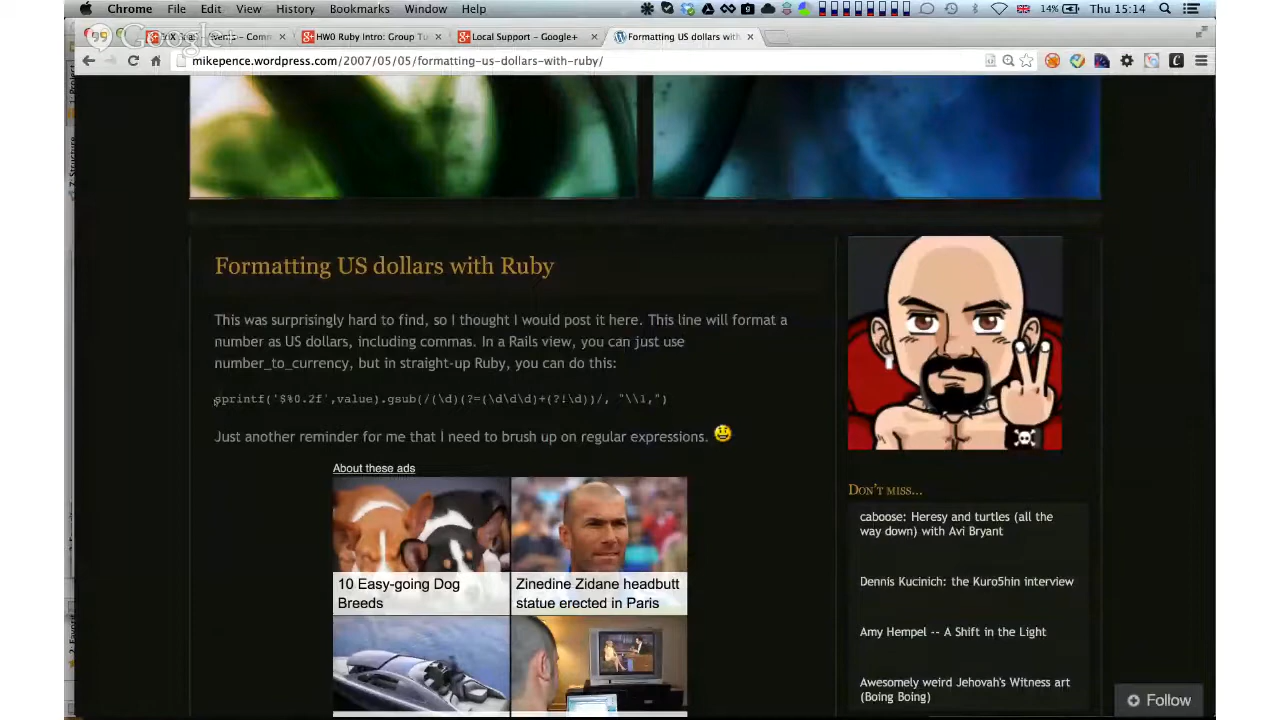 Chrome File Edit View History Bookmarks Window Help 14% Thu 15:14
Google+
HW0 Ruby Intro: Group Tu
Local Support – Google+
Formatting US dollars with
mikepence.wordpress.com/2007/05/05/formatting-us-dollars-with-ruby/
Formatting US dollars with Ruby
This was surprisingly hard to find, so I thought I would post it here. This line will format a
number as US dollars, including commas. In a Rails view, you can just use
number_to_currency, but in straight-up Ruby, you can do this:
sprintf('$%0.2f',value).gsub(/(\d)(?=(\d\d\d)+(?!\d))/, "\\1,")
Just another reminder for me that I need to brush up on regular expressions.
About these ads
10 Easy-going Dog
Breeds
Zinedine Zidane headbutt
statue erected in Paris
Don't miss...
caboose: Heresy and turtles (all the
way down) with Avi Bryant
Dennis Kucinich: the Kuro5hin interview
Amy Hempel -- A Shift in the Light
Awesomely weird Jehovah's Witness art
(Boing Boing)
Follow